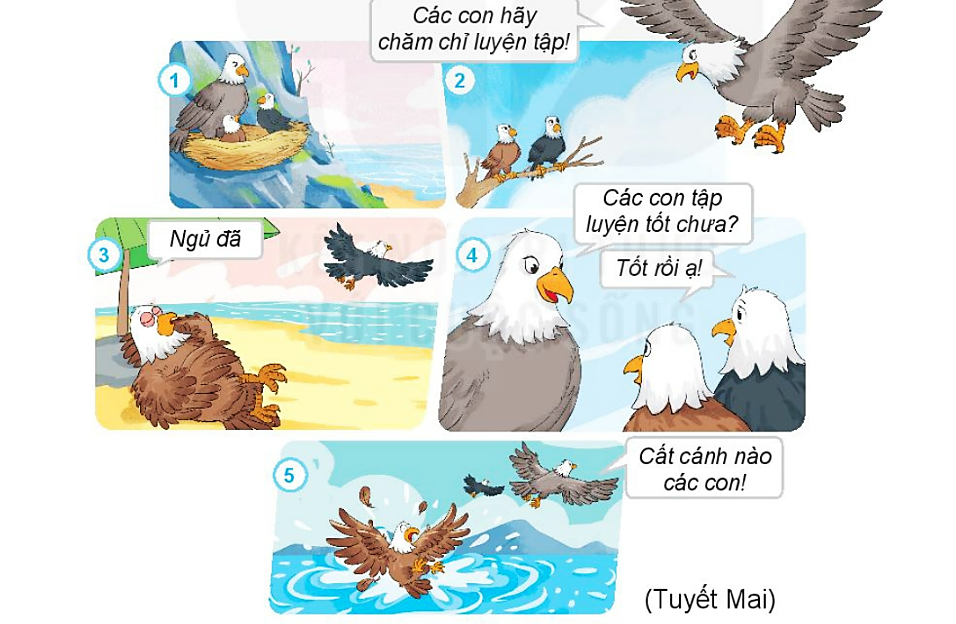 Các con hãy
chăm chỉ luyện tập!
1
2
Các con tập
luyện tốt chưa?
3
Ngủ đã
4
Tốt rồi ạ!
5
Cất cánh nào
các con!
(Tuyết Mai)